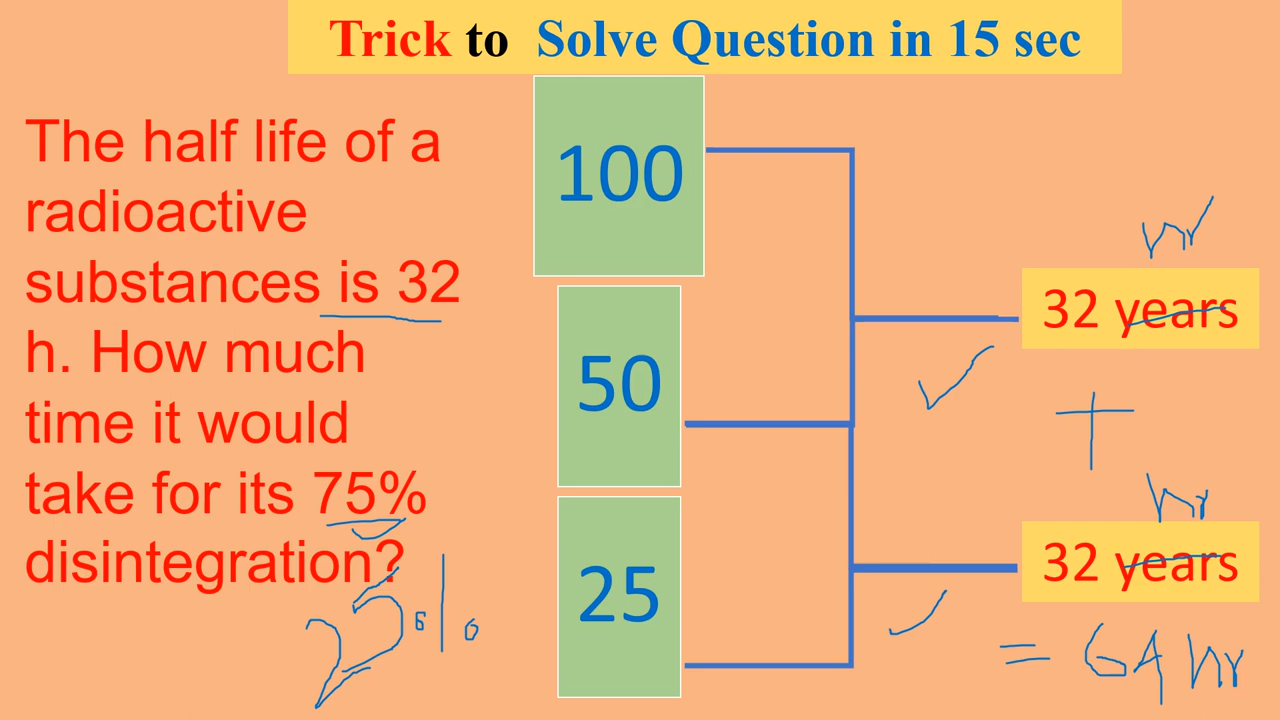 Trick to Solve Question in 15 sec
The half life of a
radioactive
substances is 32
h. How much
time it would
take for its 75%
disintegration?
25%
100
50
25
hr
32 years
+
hr
32 years
= 64 hr